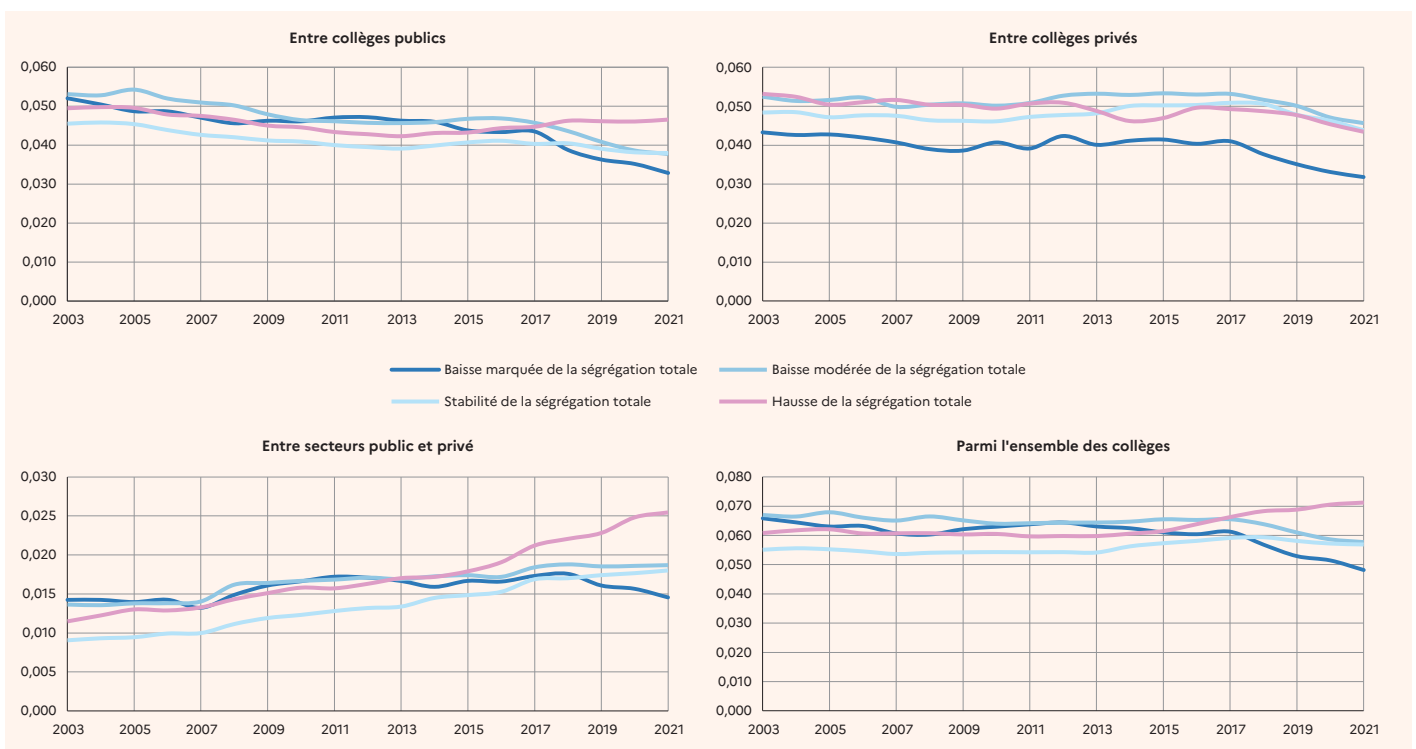 Entre collèges publics
0,060
0,050
0,040
0,030
0,020
0,010
0,000
2003 2005 2007 2009 2011 2013 2015 2017 2019 2021
Entre collèges privés
0,060
0,050
0,040
0,030
0,020
0,010
0,000
2003 2005 2007 2009 2011 2013 2015 2017 2019 2021
Baisse marquée de la ségrégation totale
Baisse modérée de la ségrégation totale
Stabilité de la ségrégation totale
Hausse de la ségrégation totale
Entre secteurs public et privé
0,030
0,025
0,020
0,015
0,010
0,005
0,000
2003 2005 2007 2009 2011 2013 2015 2017 2019 2021
Parmi l'ensemble des collèges
0,080
0,070
0,060
0,050
0,040
0,030
0,020
0,010
0,000
2003 2005 2007 2009 2011 2013 2015 2017 2019 2021